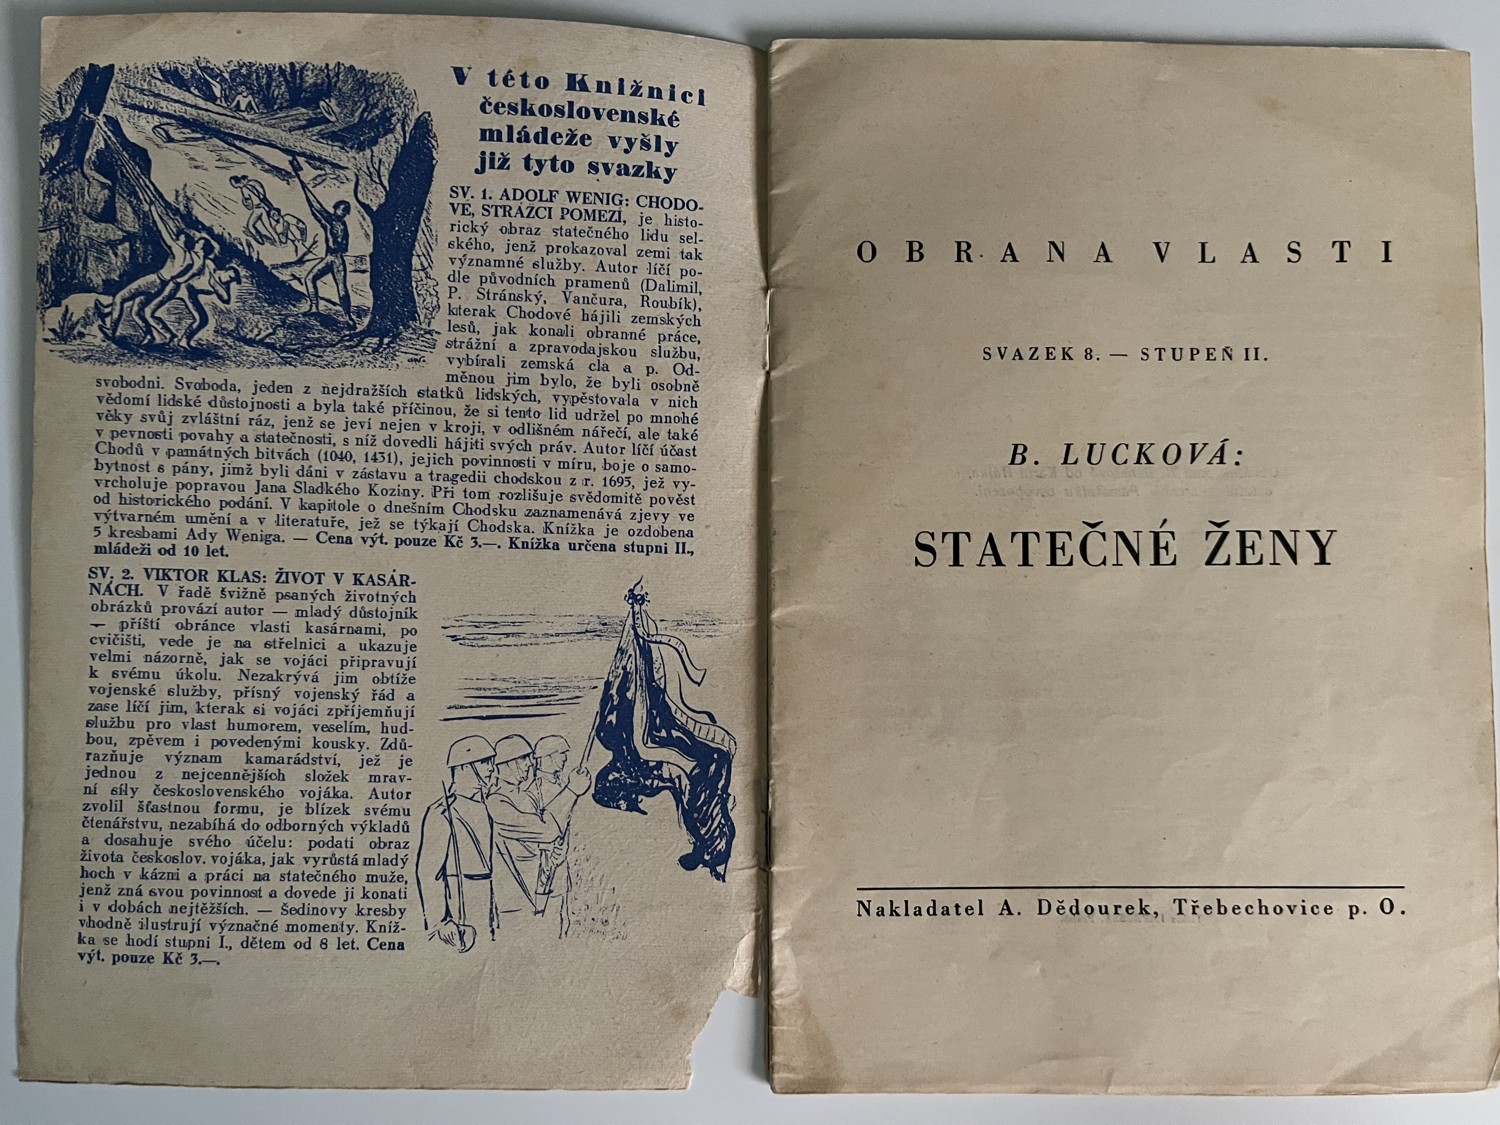 V této Knižnici
československé
mládeže vyšly
již tyto svazky
SV. 1. ADOLF WENIG: CHODO-
VÉ, STRÁŽCI POMEZÍ, je histo-
rický obraz statečného lidu sel-
ského, jenž prokazoval zemi tak
významné služby. Autor líčí po-
dle původních pramenů (Dalimil,
P. Stránský, Vančura, Roubík),
kterak Chodové hájili zemských
lesů, jak konali obranné práce,
strážní a zpravodajskou službu,
vybírali zemská cla a p. Od-
měnou jim bylo, že byli osobně
svobodni. Svoboda, jeden z nejdražších statků lidských, vypěstovala v nich
vědomí lidské důstojnosti a byla také příčinou, že si tento lid udržel po mnohé
věky svůj zvláštní ráz, jenž se jeví nejen v kroji, v odlišném nářečí, ale také
v pevnosti povahy a statečnosti, s níž dovedli hájiti svých práv. Autor líčí účast
Chodů v památných bitvách (1040, 1431), jejich povinnosti v míru, boje o samo-
bytnost s pány, jimž byli dáni v zástavu a tragedii chodskou z r. 1695, jež vy-
vrcholuje popravou Jana Sladkého Koziny. Při tom rozlišuje svědomitě pověst
od historického podání. V kapitole o dnešním Chodsku zaznamenává zjevy ve
výtvarném umění a v literatuře, jež se týkají Chodska. Knížka je ozdobena
5 kresbami Ady Weniga. — Cena výt. pouze Kč 3.—. Knížka určena stupni II.,
mládeži od 10 let.
SV. 2. VIKTOR KLAS: ŽIVOT V KASÁR-
NÁCH. V řadě svižně psaných životných
obrázků provází autor — mladý důstojník
— příští obránce vlasti kasárnami, po
cvičišti, vede je na střelnici a ukazuje
velmi názorně, jak se vojáci připravují
k svému úkolu. Nezakrývá jim obtíže
vojenské služby, přísný vojenský řád a
zase líčí jim, kterak si vojáci zpříjemňují
službu pro vlast humorem, veselím, hud-
bou, zpěvem i povedenými kousky. Zdů-
razňuje význam kamarádství, jež je
jednou z nejcennějších složek mrav-
ní síly československého vojáka. Autor
zvolil šťastnou formu, je blízek svému
čtenářstvu, nezabíhá do odborných výkladů
a dosahuje svého účelu: podati obraz
života českoslov. vojáka, jak vyrůstá mladý
hoch v kázni a práci na statečného muže,
jenž zná svou povinnost a dovede ji konati
i v dobách nejtěžších. — Šedinovy kresby
vhodně ilustrují význačné momenty. Kníž-
ka se hodí stupni I., dětem od 8 let. Cena
výt. pouze Kč 3.—.
OBRANA VLASTI
SVAZEK 8. — STUPEŇ II.
B. LUCKOVÁ:
STATEČNÉ ŽENY
Nakladatel A. Dědourek, Třebechovice p. O.